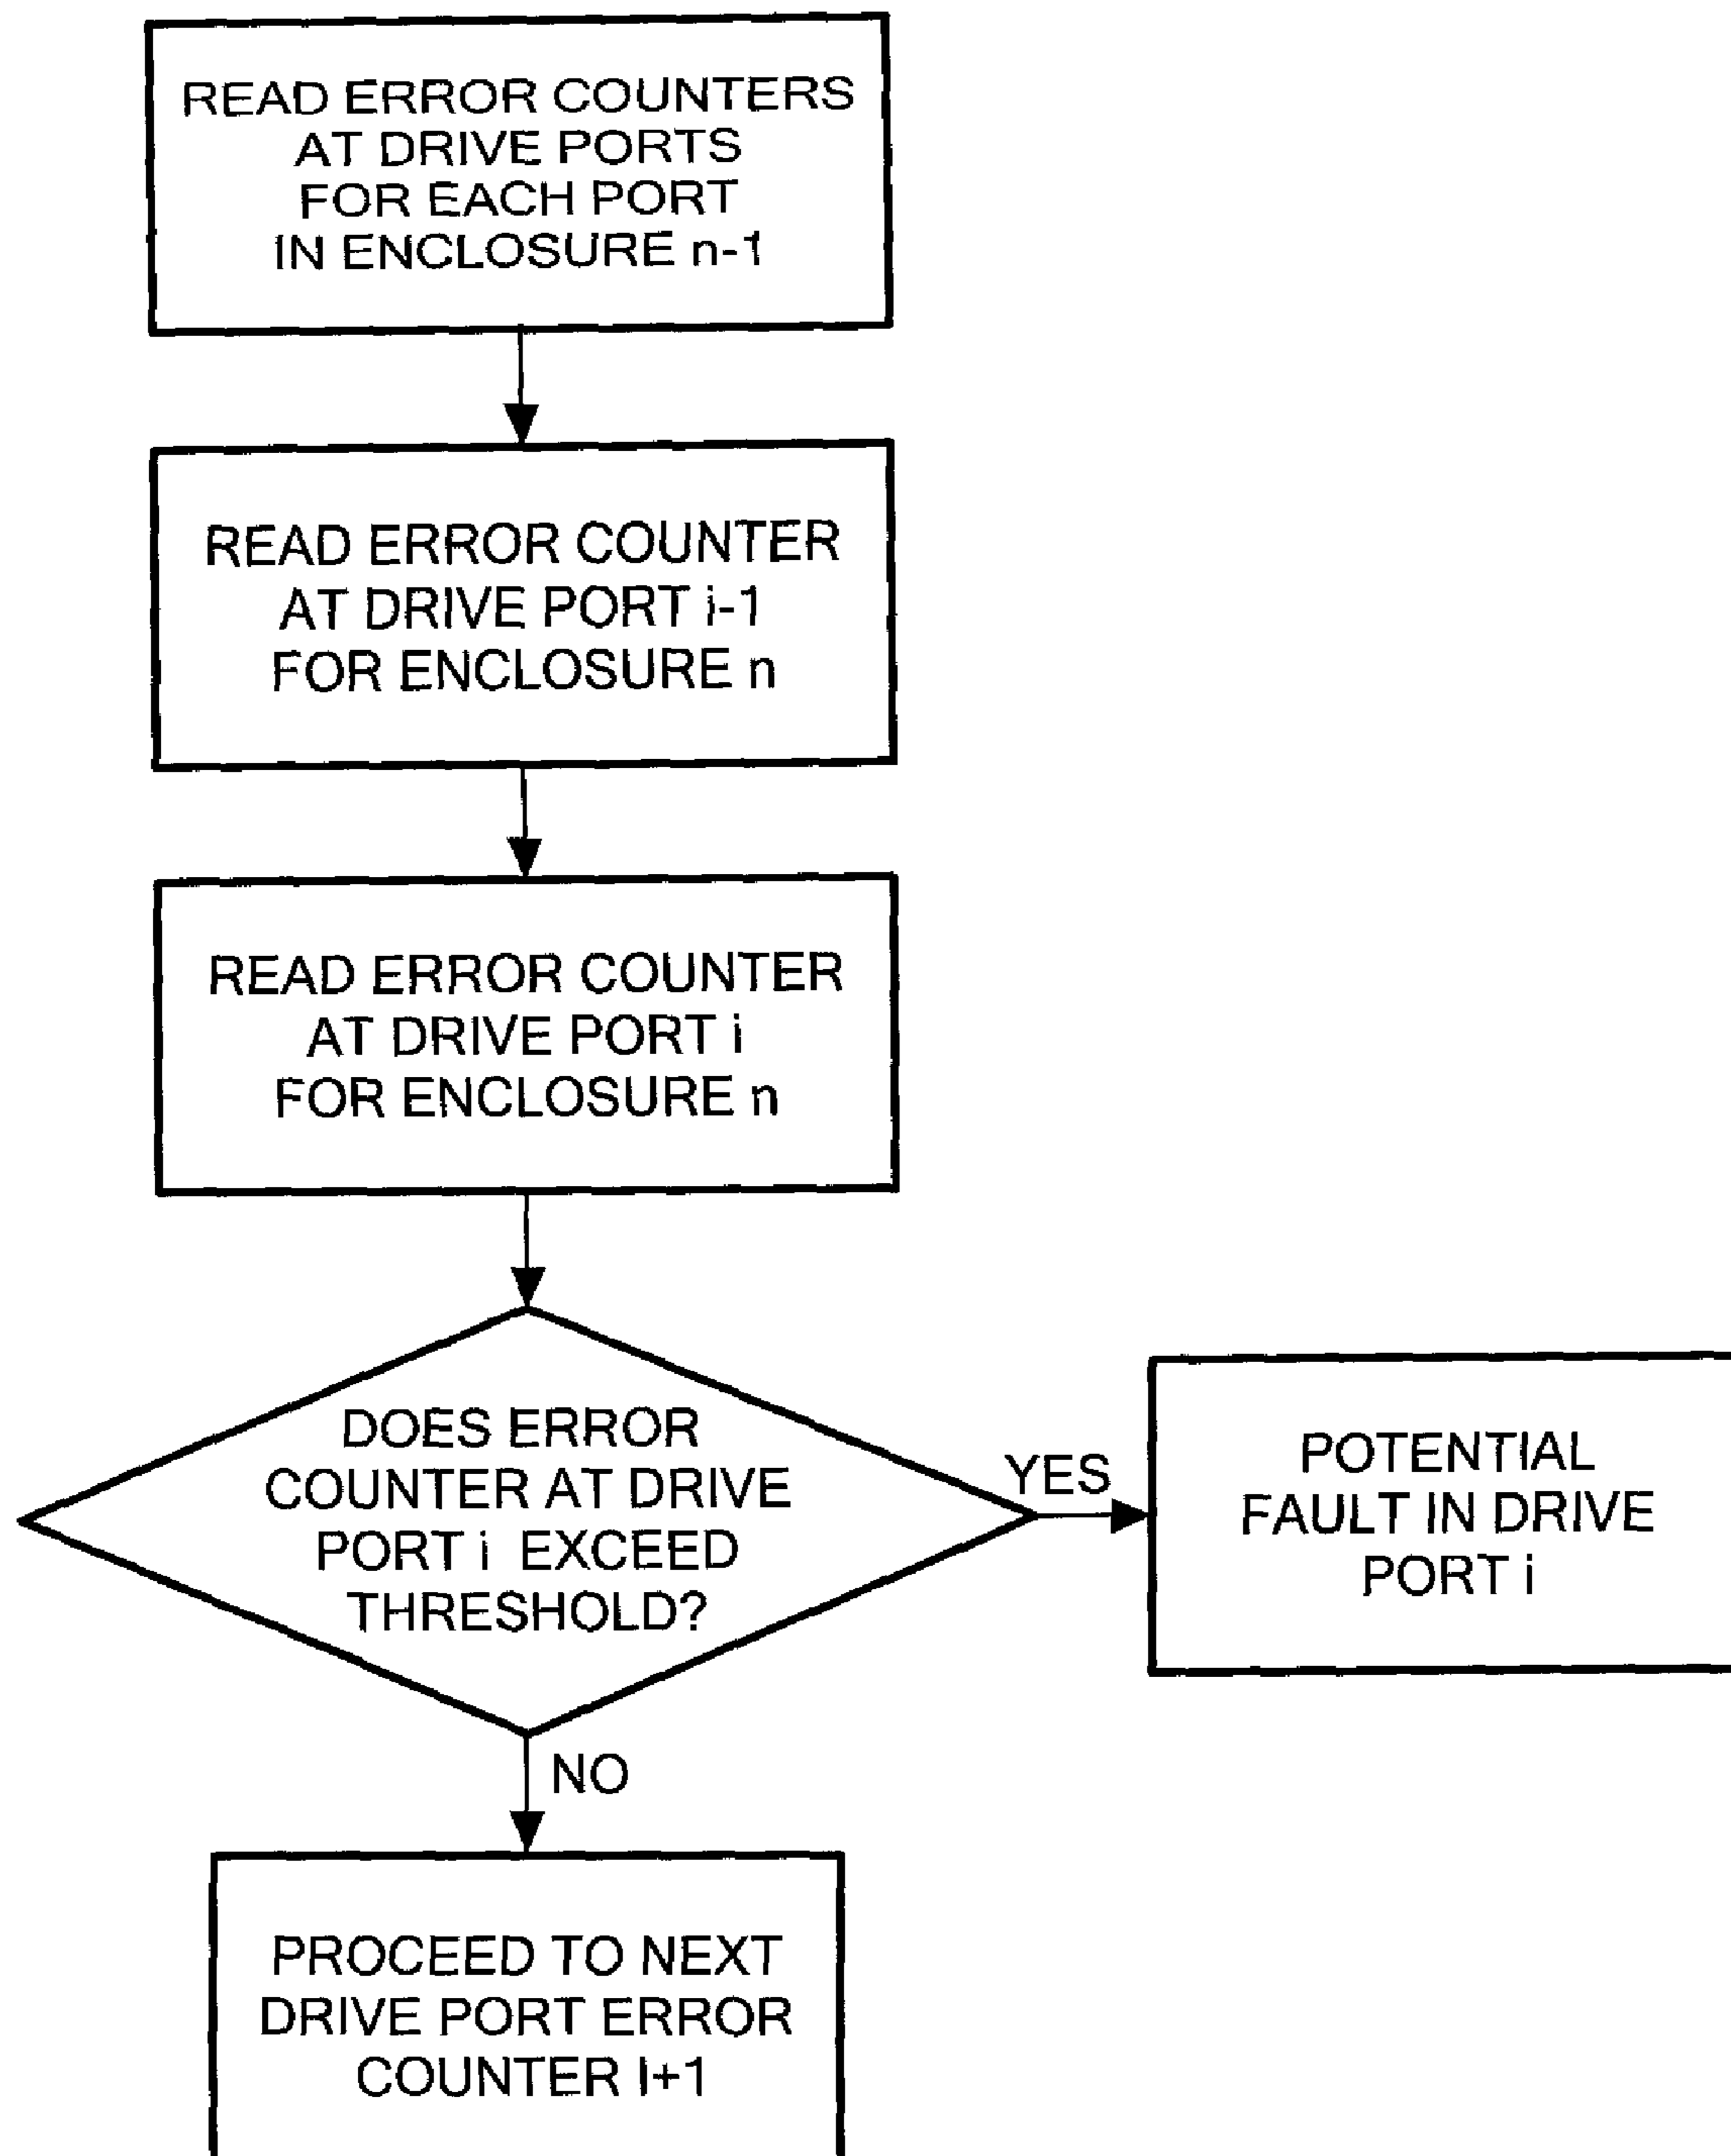 READ ERROR COUNTERS
AT DRIVE PORTS
FOR EACH PORT
IN ENCLOSURE n-1
READ ERROR COUNTER
AT DRIVE PORT i-1
FOR ENCLOSURE n
READ ERROR COUNTER
AT DRIVE PORT i
FOR ENCLOSURE n
DOES ERROR
COUNTER AT DRIVE
PORT i EXCEED
THRESHOLD?
YES
POTENTIAL
FAULT IN DRIVE
PORT i
NO
PROCEED TO NEXT
DRIVE PORT ERROR
COUNTER I+1